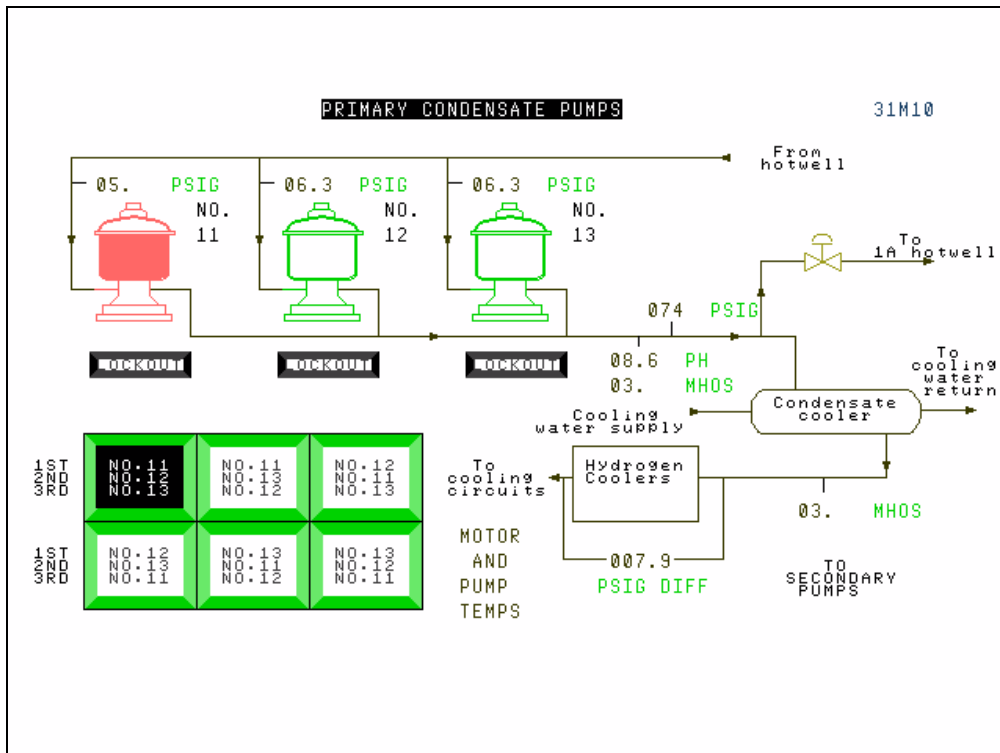 PRIMARY CONDENSATE PUMPS
31M10
From
hotwell
05. PSIG
NO.
11
06.3 PSIG
NO.
12
06.3 PSIG
NO.
13
To
1A hotwell
074 PSIG
LOCKOUT
LOCKOUT
LOCKOUT
08.6 PH
03. MHOS
To
cooling
water
return
Condensate
cooler
Cooling
water supply
1ST
2ND
3RD
NO.11
NO.12
NO.13
NO.11
NO.13
NO.12
NO.12
NO.11
NO.13
To
cooling
circuits
Hydrogen
Coolers
03. MHOS
1ST
2ND
3RD
NO.12
NO.13
NO.11
NO.13
NO.11
NO.12
NO.13
NO.12
NO.11
MOTOR
AND
PUMP
TEMPS
007.9
PSIG DIFF
TO
SECONDARY
PUMPS